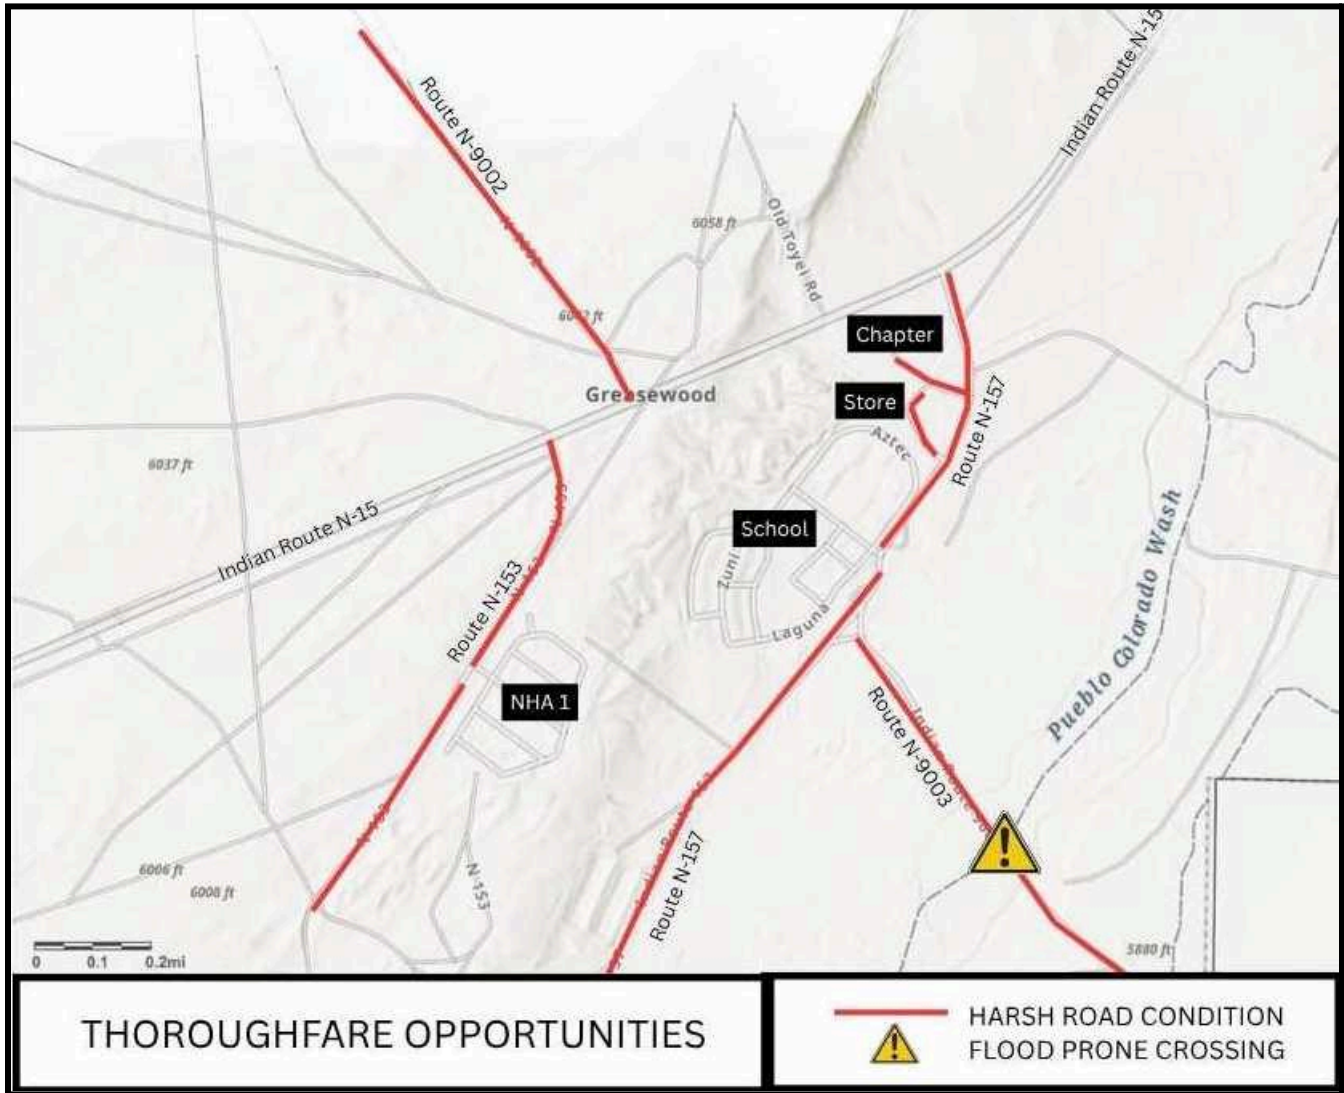 Indian Route N-15
Route N-9002
N-9002
Old Toyei Rd
6058 ft
Chapter
Greasewood
Store
Route N-157
Aztec
6037 ft
Indian Route N-15
School
Zuni
Pueblo Colorado Wash
Route N-153
Laguna
NHA 1
Route N-9003
6006 ft
6008 ft
N-153
N-153
Route N-157
5880 ft
0 0.1 0.2mi
THOROUGHFARE OPPORTUNITIES
HARSH ROAD CONDITION
FLOOD PRONE CROSSING